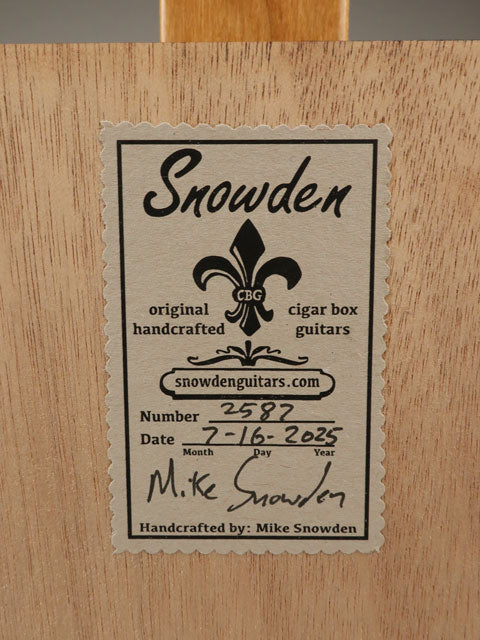 Snowden
CBG
original cigar box
handcrafted guitars
snowdenguitars.com
Number 2587
Date 7-16-2025
Month Day Year
Mike Snowden
Handcrafted by: Mike Snowden